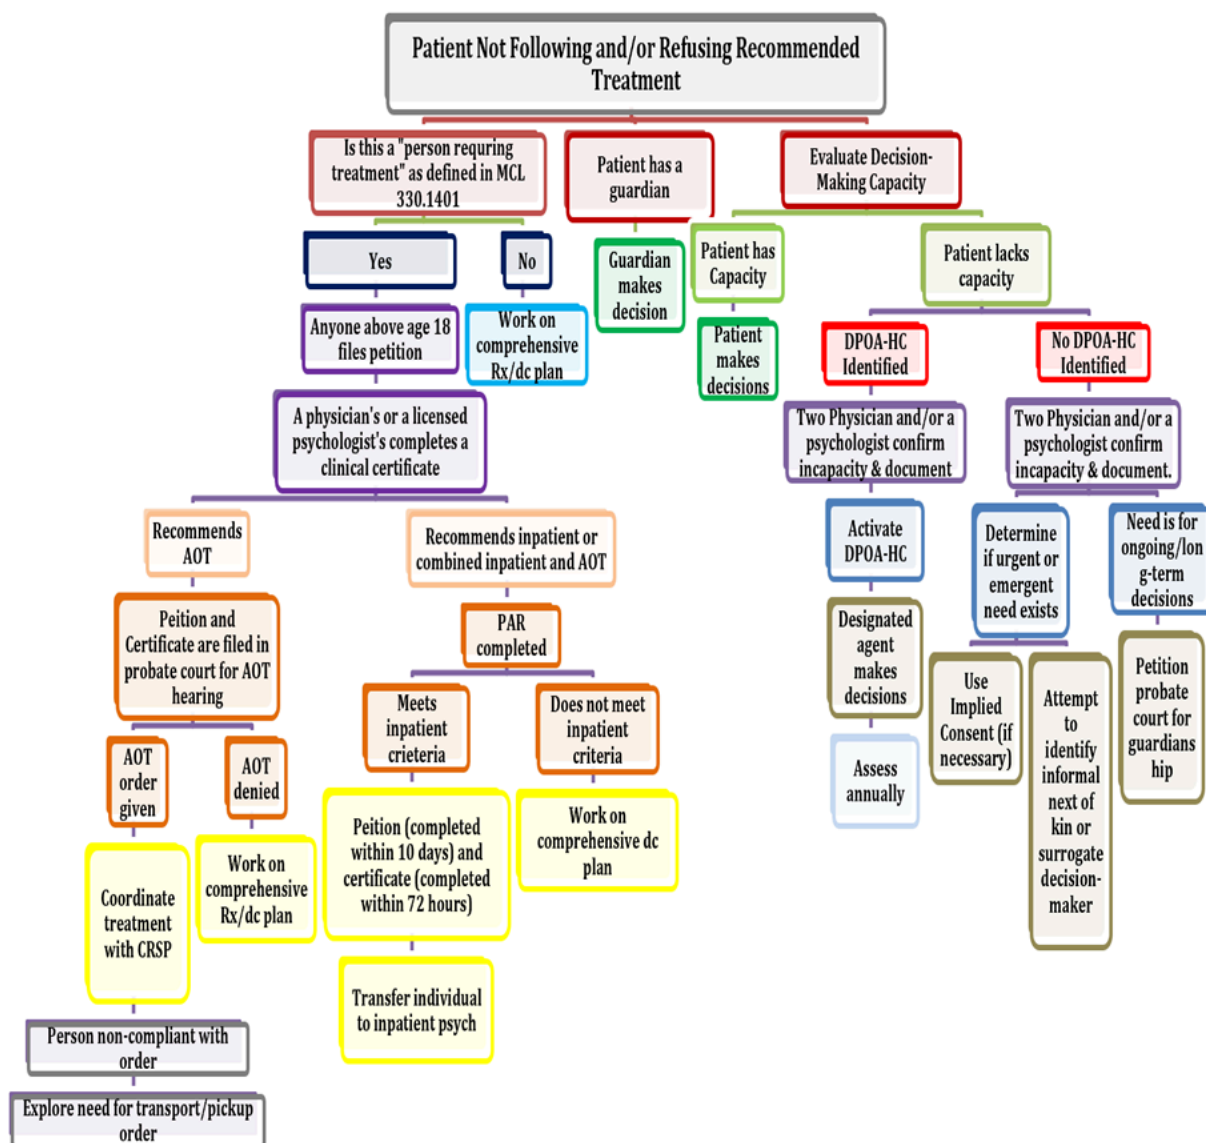 Patient Not Following and/or Refusing Recommended
Treatment
Is this a "person requring
treatment" as defined in MCL
330.1401
Patient has a
guardian
Evaluate Decision-
Making Capacity
Yes
No
Guardian
makes
decision
Patient has
Capacity
Patient lacks
capacity
Anyone above age 18
files petition
Work on
comprehensive
Rx/dc plan
Patient
makes
decisions
DPOA-HC
Identified
No DPOA-HC
Identified
A physician's or a licensed
psychologist's completes a
clinical certificate
Two Physician and/or a
psychologist confirm
incapacity & document
Two Physician and/or a
psychologist confirm
incapacity & document.
Recommends
AOT
Recommends inpatient or
combined inpatient and AOT
Activate
DPOA-HC
Determine
if urgent or
emergent
need exists
Need is for
ongoing/lon
g-term
decisions
Peition and
Certificate are filed in
probate court for AOT
hearing
PAR
completed
Designated
agent
makes
decisions
Use
Implied
Consent (if
necessary)
Attempt
to
identify
informal
next of
kin or
surrogate
decision-
maker
Petition
probate
court for
guardians
hip
AOT
order
given
AOT
denied
Meets
inpatient
crieteria
Does not meet
inpatient
criteria
Assess
annually
Coordinate
treatment
with CRSP
Work on
comprehensive
Rx/dc plan
Peition (completed
within 10 days) and
certificate (completed
within 72 hours)
Work on
comprehensive dc
plan
Transfer individual
to inpatient psych
Person non-compliant with
order
Explore need for transport/pickup
order